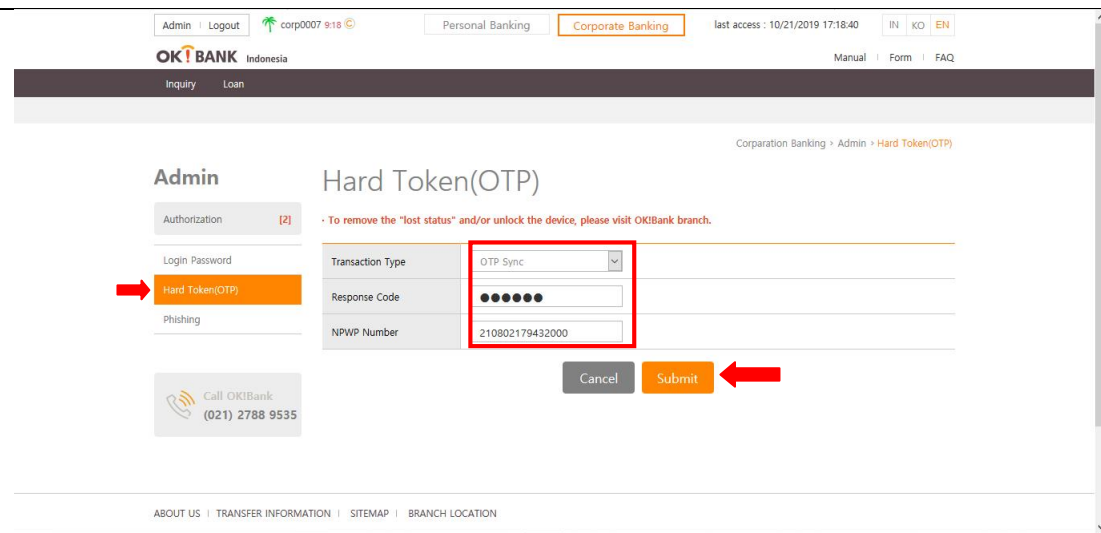 Admin | Logout corp0007 9:18 C Personal Banking Corporate Banking last access : 10/21/2019 17:18:40 IN KO EN
OK!BANK Indonesia Manual | Form | FAQ
Inquiry Loan
Corparation Banking > Admin > Hard Token(OTP)
Admin
Hard Token(OTP)
Authorization [2]
· To remove the "lost status" and/or unlock the device, please visit OK!Bank branch.
Login Password
Transaction Type OTP Sync
Hard Token(OTP)
Response Code ●●●●●●
Phishing
NPWP Number 210802179432000
Cancel Submit
Call OK!Bank
(021) 2788 9535
ABOUT US | TRANSFER INFORMATION | SITEMAP | BRANCH LOCATION